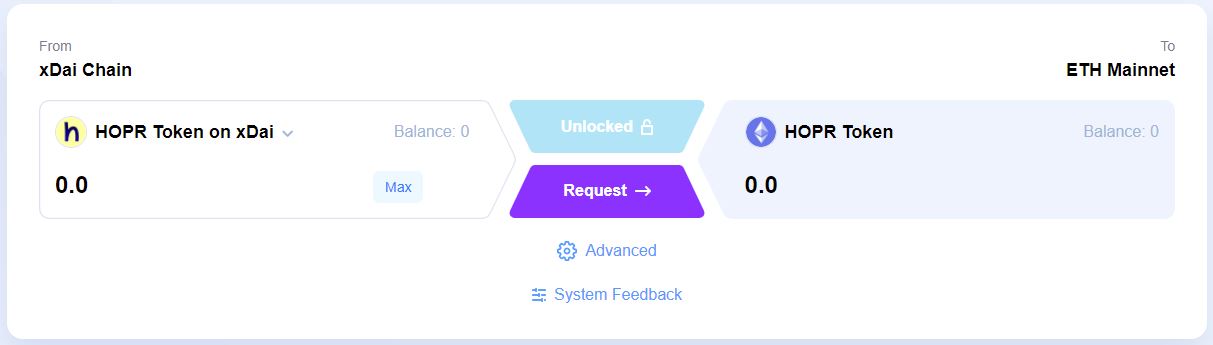 From
To
xDai Chain
ETH Mainnet
h HOPR Token on xDai
Balance: 0
Unlocked
HOPR Token
Balance: 0
0.0
Max
Request →
0.0
Advanced
System Feedback